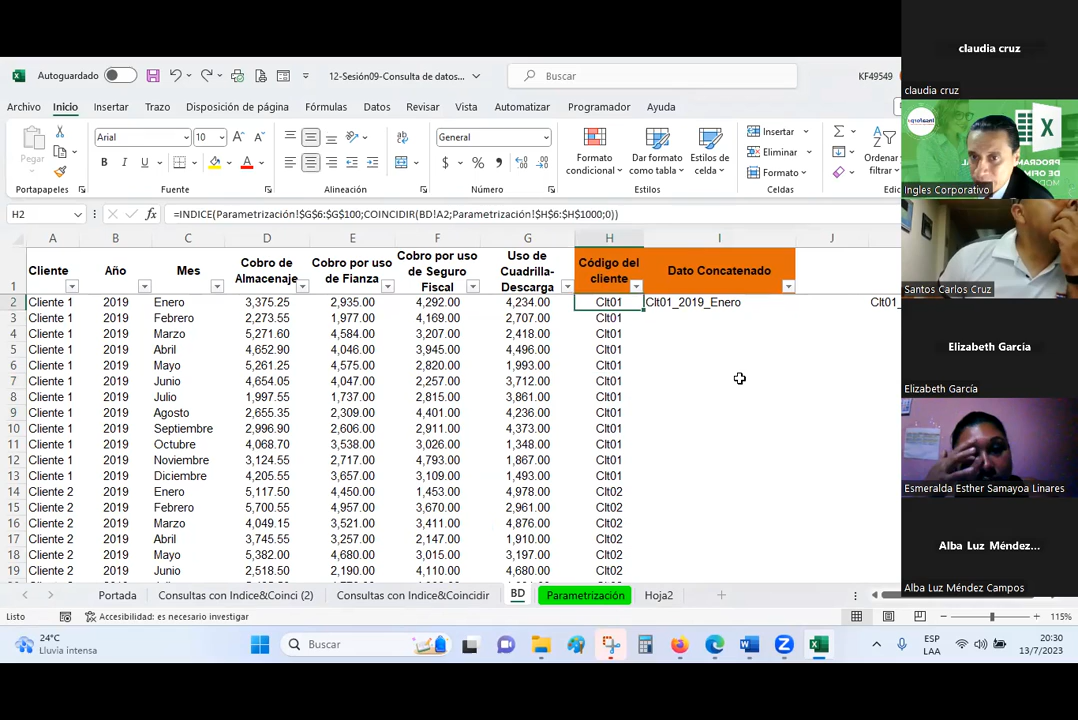 Autoguardado
12-Sesión09-Consulta de datos...
Buscar
KF49549
Archivo Inicio Insertar Trazo Disposición de página Fórmulas Datos Revisar Vista Automatizar Programador Ayuda
Pegar
Arial 10
N K S
General
$ % 000
Formato condicional
Dar formato como tabla
Estilos de celda
Insertar
Eliminar
Formato
Ordenar filtrar
Portapapeles Fuente Alineación Número Estilos Celdas
H2
=INDICE(Parametrización!$G$6:$G$100;COINCIDIR(BD!A2;Parametrización!$H$6:$H$1000;0))
A B C D E F G H I J
1 Cliente Año Mes Cobro de Almacenaje Cobro por uso de Fianza Cobro por uso de Seguro Fiscal Uso de Cuadrilla-Descarga Código del cliente Dato Concatenado
2 Cliente 1 2019 Enero 3,375.25 2,935.00 4,292.00 4,234.00 Clt01 Clt01_2019_Enero Clt01_
3 Cliente 1 2019 Febrero 2,273.55 1,977.00 4,169.00 2,707.00 Clt01
4 Cliente 1 2019 Marzo 5,271.60 4,584.00 3,207.00 2,418.00 Clt01
5 Cliente 1 2019 Abril 4,652.90 4,046.00 3,945.00 4,496.00 Clt01
6 Cliente 1 2019 Mayo 5,261.25 4,575.00 2,820.00 1,993.00 Clt01
7 Cliente 1 2019 Junio 4,654.05 4,047.00 2,257.00 3,712.00 Clt01
8 Cliente 1 2019 Julio 1,997.55 1,737.00 2,815.00 3,861.00 Clt01
9 Cliente 1 2019 Agosto 2,655.35 2,309.00 4,401.00 4,236.00 Clt01
10 Cliente 1 2019 Septiembre 2,996.90 2,606.00 2,911.00 4,373.00 Clt01
11 Cliente 1 2019 Octubre 4,068.70 3,538.00 3,026.00 1,348.00 Clt01
12 Cliente 1 2019 Noviembre 3,124.55 2,717.00 4,793.00 1,867.00 Clt01
13 Cliente 1 2019 Diciembre 4,205.55 3,657.00 3,109.00 1,493.00 Clt01
14 Cliente 2 2019 Enero 5,117.50 4,450.00 1,453.00 4,978.00 Clt02
15 Cliente 2 2019 Febrero 5,700.55 4,957.00 3,670.00 2,961.00 Clt02
16 Cliente 2 2019 Marzo 4,049.15 3,521.00 3,411.00 4,876.00 Clt02
17 Cliente 2 2019 Abril 3,745.55 3,257.00 2,147.00 1,910.00 Clt02
18 Cliente 2 2019 Mayo 5,382.00 4,680.00 3,015.00 3,197.00 Clt02
19 Cliente 2 2019 Junio 2,518.50 2,190.00 4,110.00 4,680.00 Clt02
Portada Consultas con Indice&Coinci (2) Consultas con Indice&Coincidir BD Parametrización Hoja2
Listo
Accesibilidad: es necesario investigar
115%
24°C
Lluvia intensa
Buscar
ESP
LAA
20:30
13/7/2023
claudia cruz
claudia cruz
Ingles Corporativo
Santos Carlos Cruz
Elizabeth García
Elizabeth García
Esmeralda Esther Samayoa Linares
Alba Luz Méndez...
Alba Luz Méndez Campos